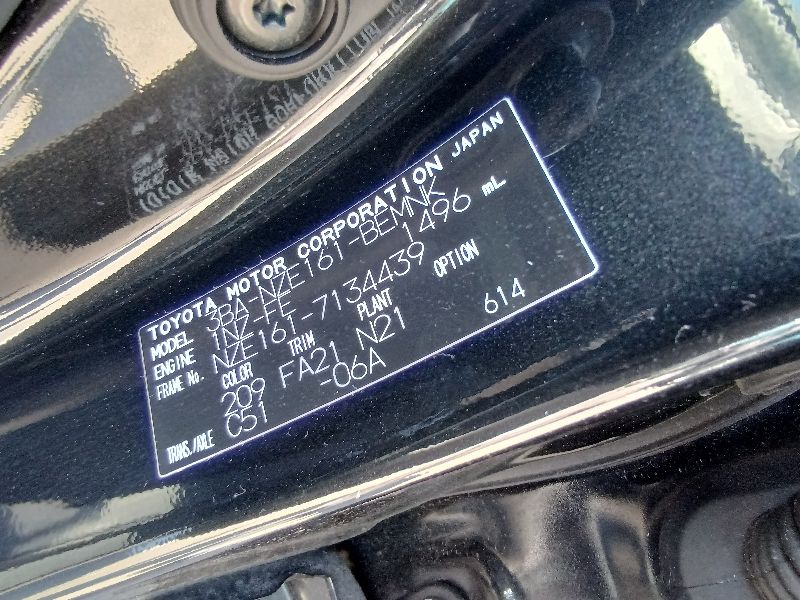 TOYOTA MOTOR CORPORATION JAPAN
MODEL 3BA-NZE161-BEMNK
ENGINE 1NZ-FE 1496 mL
FRAME No. NZE161-7134439
COLOR TRIM PLANT OPTION
209 FA21 N21 614
TRANS./AXLE C51 -06A